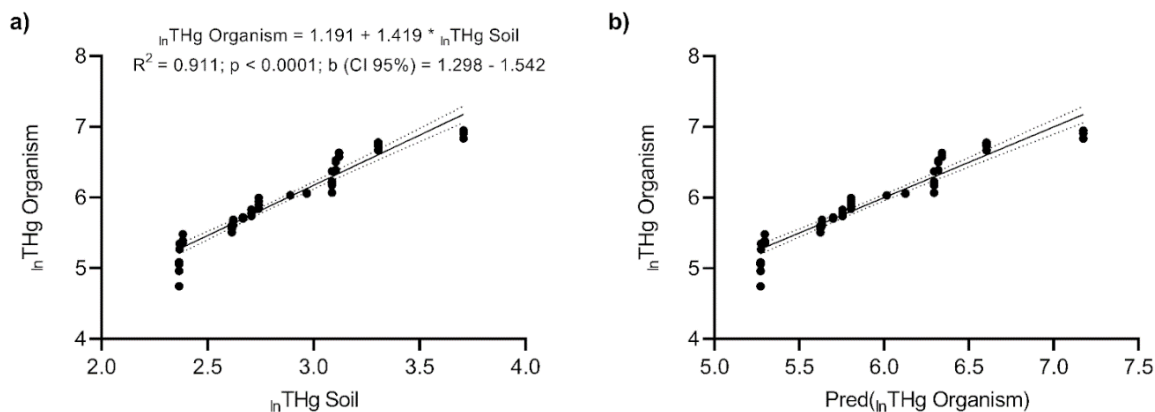 a)
lnTHg Organism = 1.191 + 1.419 * lnTHg Soil
R² = 0.911; p < 0.0001; b (CI 95%) = 1.298 - 1.542
8
7
6
5
4
lnTHg Organism
2.0 2.5 3.0 3.5 4.0
lnTHg Soil
b)
8
7
6
5
4
lnTHg Organism
5.0 5.5 6.0 6.5 7.0 7.5
Pred(lnTHg Organism)